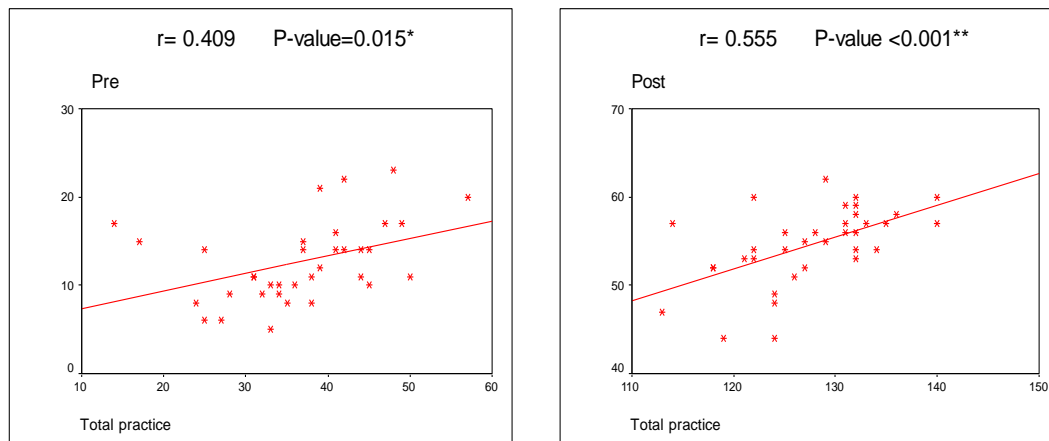 r= 0.409 P-value=0.015*
Pre
30
20
10
0
10 20 30 40 50 60
Total practice
r= 0.555 P-value <0.001**
Post
70
60
50
40
110 120 130 140 150
Total practice